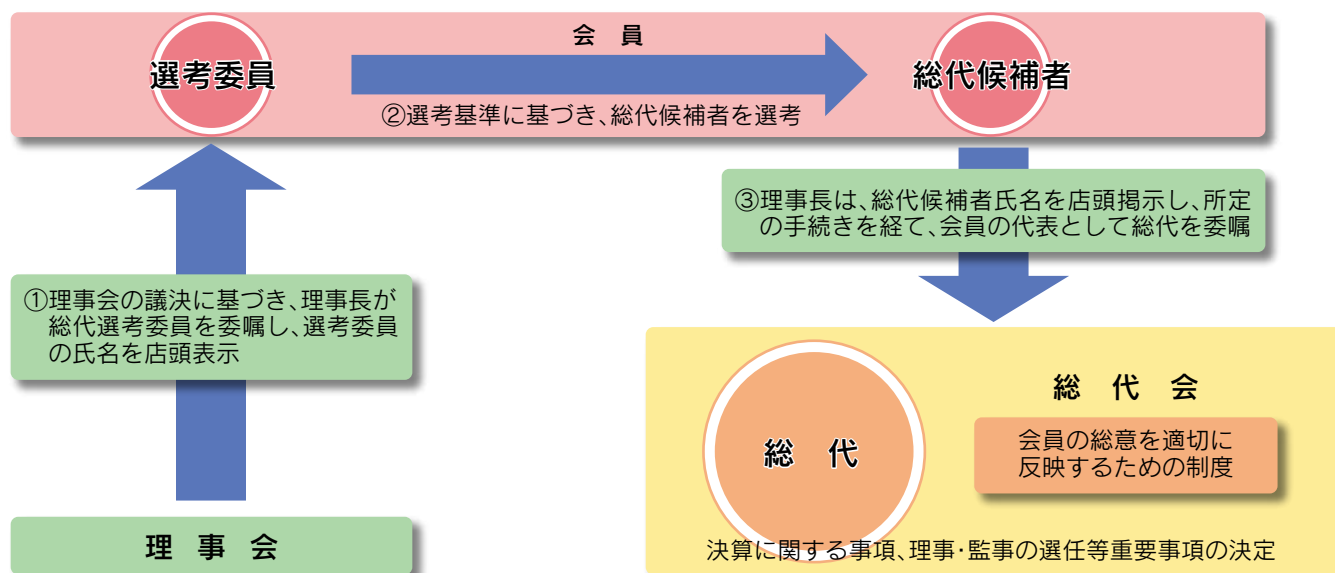 会 員
選考委員
総代候補者
②選考基準に基づき、総代候補者を選考
③理事長は、総代候補者氏名を店頭掲示し、所定
の手続きを経て、会員の代表として総代を委嘱
①理事会の議決に基づき、理事長が
総代選考委員を委嘱し、選考委員
の氏名を店頭表示
理 事 会
総 代 会
総 代
会員の総意を適切に
反映するための制度
決算に関する事項、理事・監事の選任等重要事項の決定